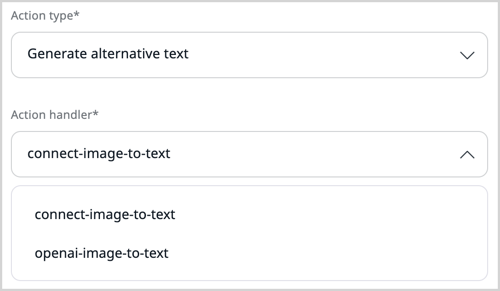 Action type*
Generate alternative text
Action handler*
connect-image-to-text
connect-image-to-text
openai-image-to-text